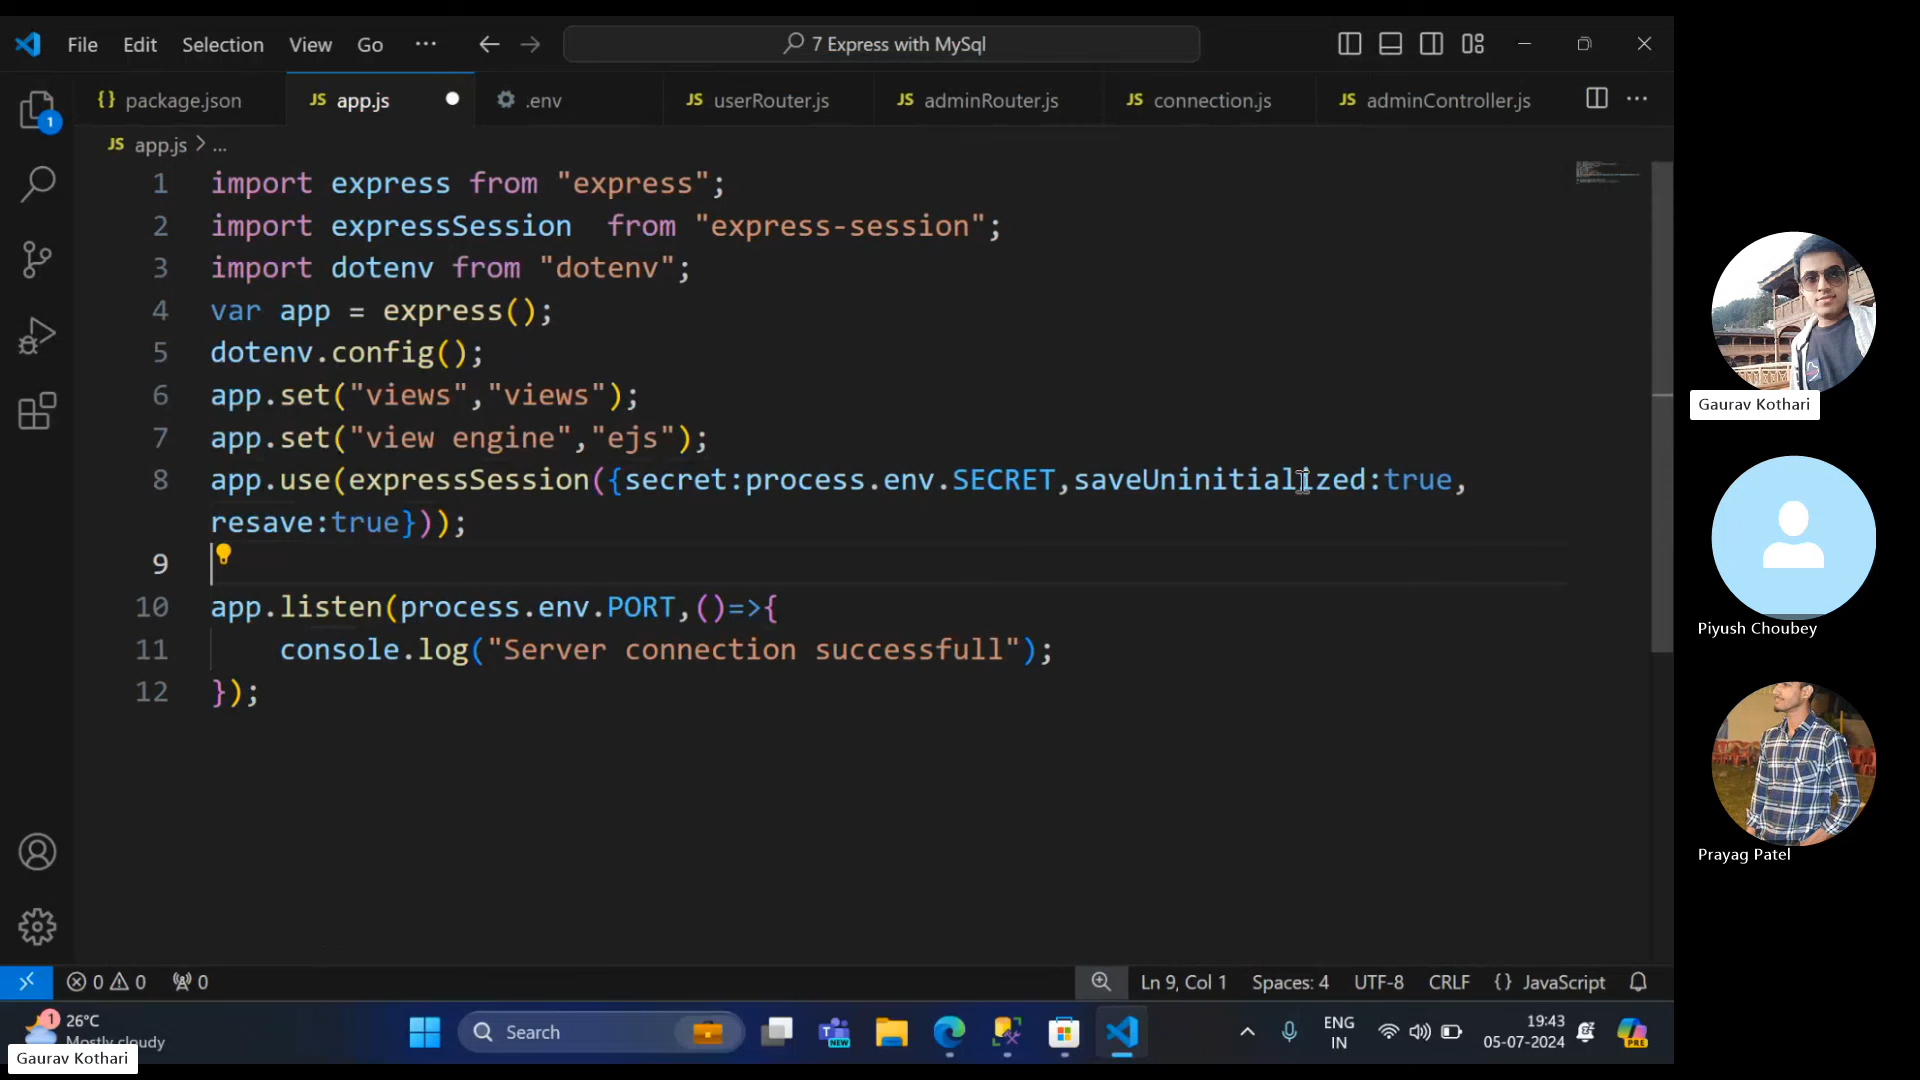 File Edit Selection View Go ··· 7 Express with MySql
{} package.json JS app.js .env JS userRouter.js JS adminRouter.js JS connection.js JS adminController.js ···
1
JS app.js > ...
1 import express from "express";
2 import expressSession  from "express-session";
3 import dotenv from "dotenv";
4 var app = express();
5 dotenv.config();
6 app.set("views","views");
7 app.set("view engine","ejs");
8 app.use(expressSession({secret:process.env.SECRET,saveUninitialized:true,
resave:true}));
9
10 app.listen(process.env.PORT,()=>{
11     console.log("Server connection successfull");
12 });
Gaurav Kothari
Piyush Choubey
Prayag Patel
0 0 0 Ln 9, Col 1 Spaces: 4 UTF-8 CRLF {} JavaScript
1 26°C
Mostly cloudy
Search
NEW
ENG
IN
19:43
05-07-2024
PRE
Gaurav Kothari